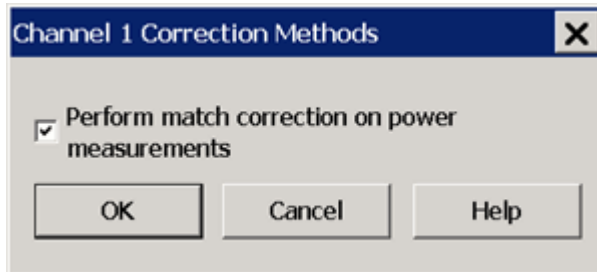 Channel 1 Correction Methods
Perform match correction on power
measurements
OK Cancel Help